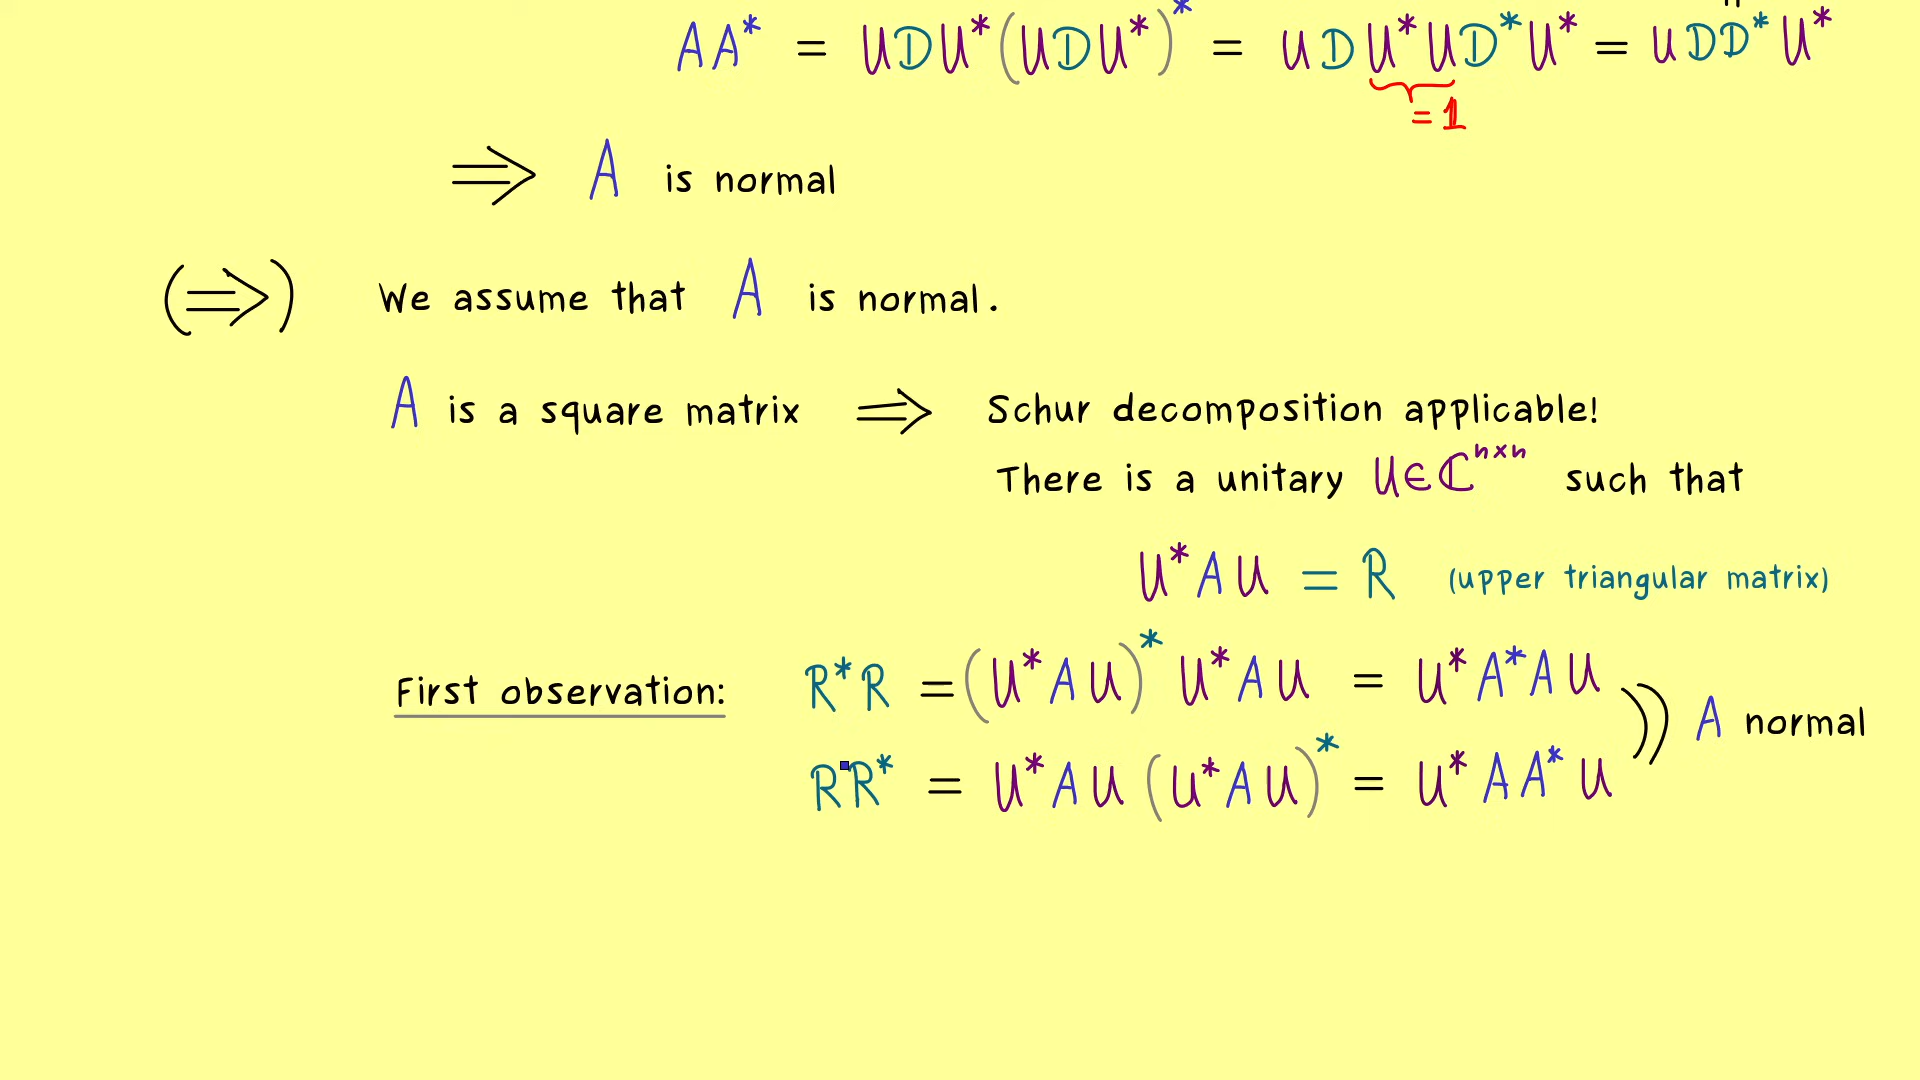 AA* = UDU*(UDU*)* = UDU*UD*U* = UDD*U*
= 1
⟹ A is normal
(⟹) We assume that A is normal.
A is a square matrix ⟹ Schur decomposition applicable!
There is a unitary U∈ℂⁿˣⁿ such that
U*AU = R (upper triangular matrix)
First observation: R*R = (U*AU)* U*AU = U*A*AU
)) A normal
RR* = U*AU (U*AU)* = U*AA*U